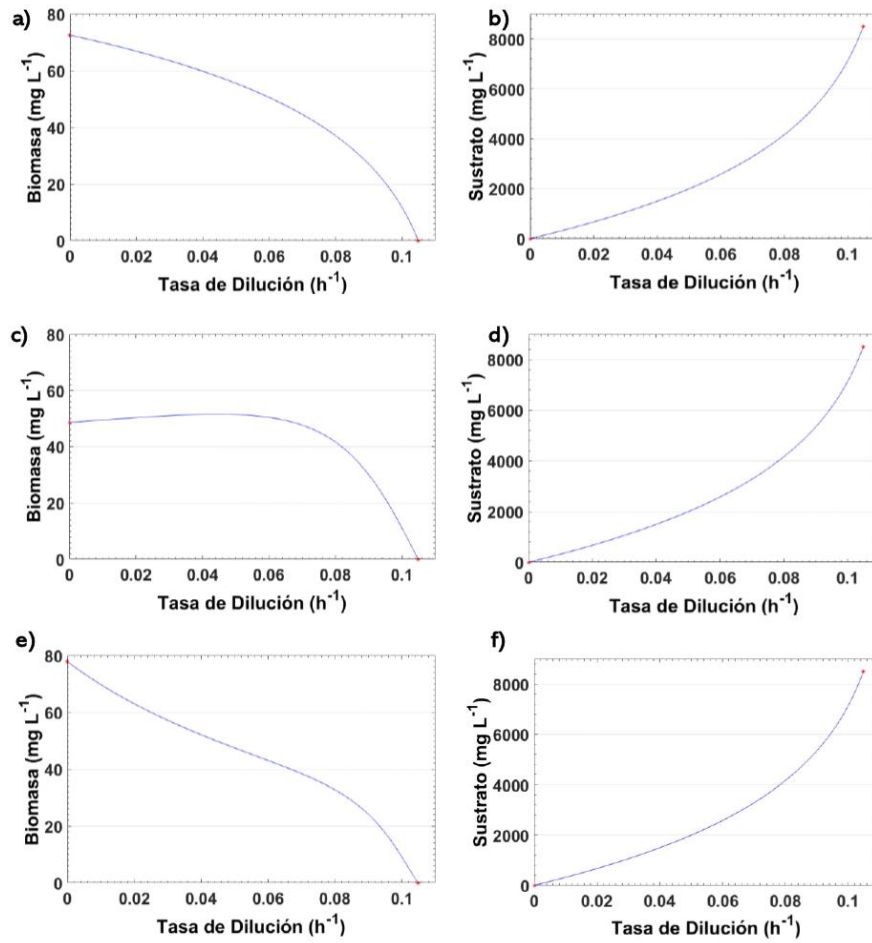 a)
80
60
40
20
0
Biomasa (mg L-1)
0 0.02 0.04 0.06 0.08 0.1
Tasa de Dilución (h-1)
b)
8000
6000
4000
2000
0
Sustrato (mg L-1)
0 0.02 0.04 0.06 0.08 0.1
Tasa de Dilución (h-1)
c)
80
60
40
20
0
Biomasa (mg L-1)
0 0.02 0.04 0.06 0.08 0.1
Tasa de Dilución (h-1)
d)
8000
6000
4000
2000
0
Sustrato (mg L-1)
0 0.02 0.04 0.06 0.08 0.1
Tasa de Dilución (h-1)
e)
80
60
40
20
0
Biomasa (mg L-1)
0 0.02 0.04 0.06 0.08 0.1
Tasa de Dilución (h-1)
f)
8000
6000
4000
2000
0
Sustrato (mg L-1)
0 0.02 0.04 0.06 0.08 0.1
Tasa de Dilución (h-1)